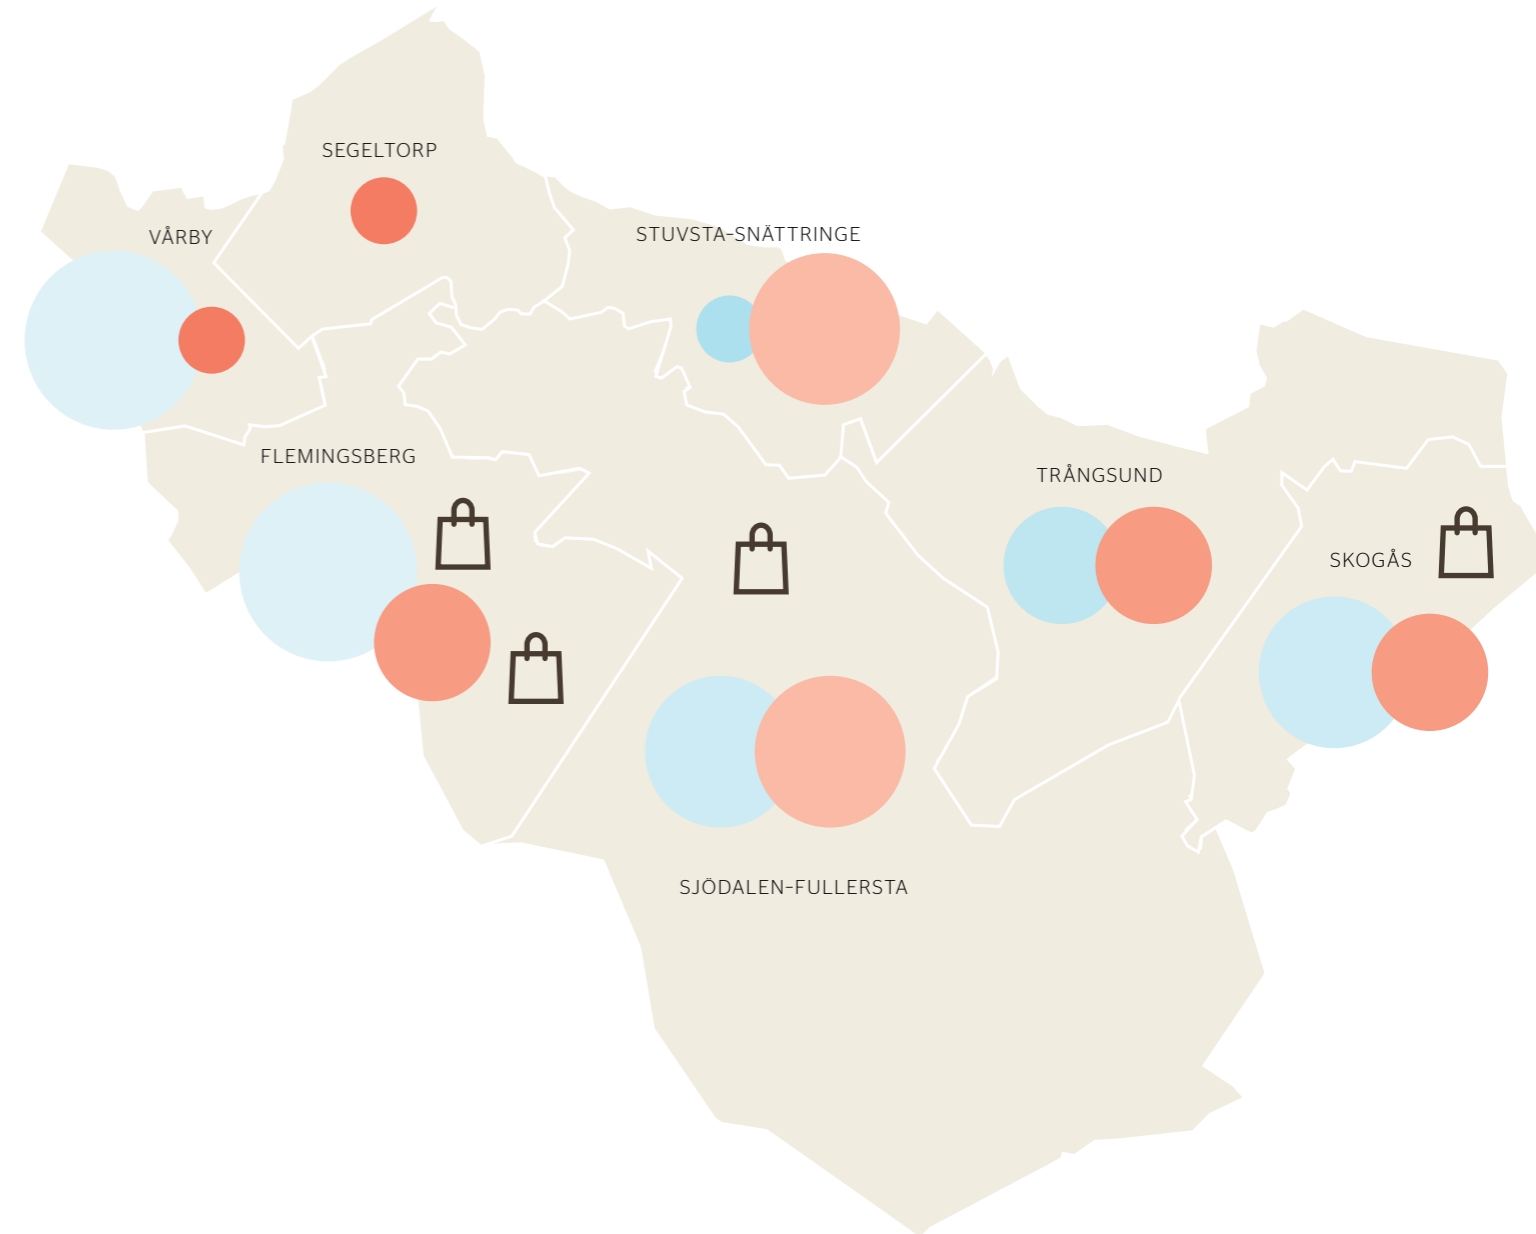 SEGELTORP
VÅRBY
STUVSTA-SNÄTTRINGE
FLEMINGSBERG
TRÅNGSUND
SKOGÅS
SJÖDALEN-FULLERSTA